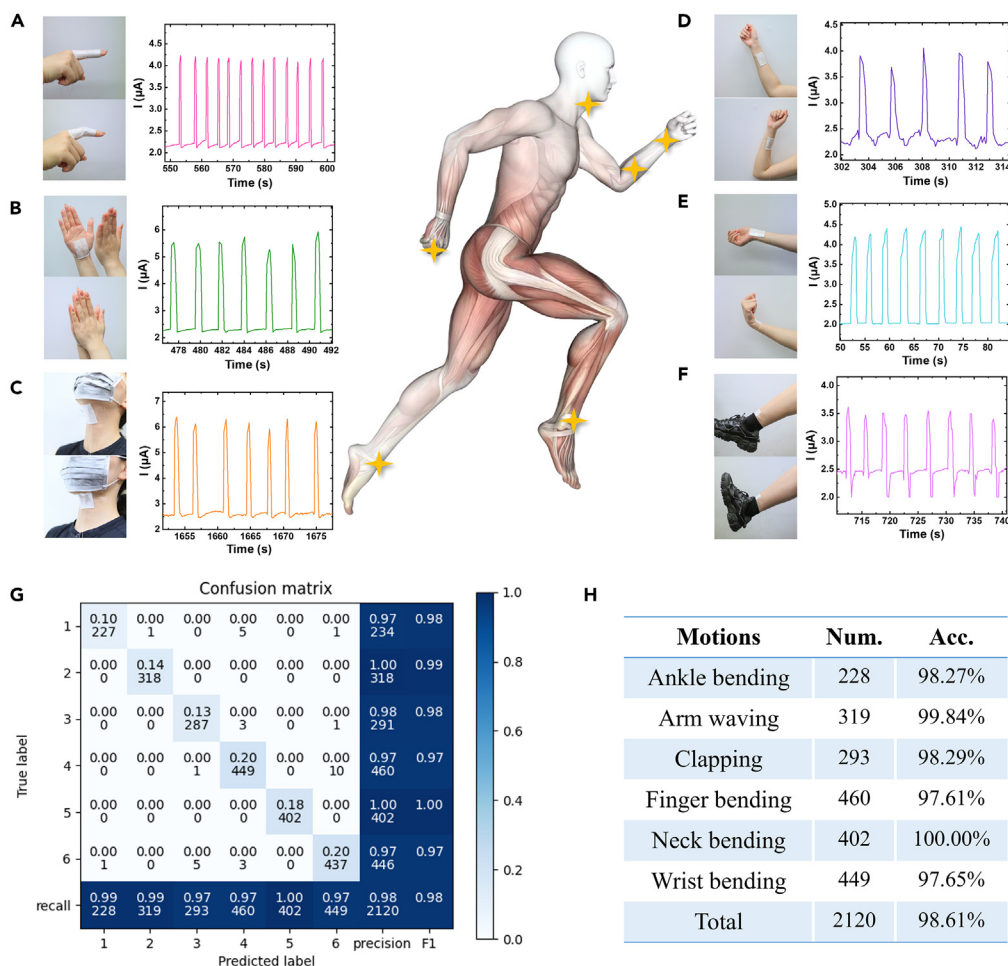 A
I (μA)
4.5
4.0
3.5
3.0
2.5
2.0
550 560 570 580 590 600
Time (s)
B
I (μA)
6
5
4
3
2
478 480 482 484 486 488 490 492
Time (s)
C
I (μA)
7
6
5
4
3
2
1655 1660 1665 1670 1675
Time (s)
D
I (μA)
4.5
4.0
3.5
3.0
2.5
2.0
302 304 306 308 310 312 314
Time (s)
E
I (μA)
5.0
4.5
4.0
3.5
3.0
2.5
2.0
1.5
50 55 60 65 70 75 80
Time (s)
F
I (μA)
4.0
3.5
3.0
2.5
2.0
715 720 725 730 735 740
Time (s)
G
Confusion matrix
True label
1 0.10 0.00 0.00 0.00 0.00 0.00 0.97 0.98
227 1 0 5 0 1 234
2 0.00 0.14 0.00 0.00 0.00 0.00 1.00 0.99
0 318 0 0 0 0 318
3 0.00 0.00 0.13 0.00 0.00 0.00 0.98 0.98
0 0 287 3 0 1 291
4 0.00 0.00 0.00 0.20 0.00 0.00 0.97 0.97
0 0 1 449 0 10 460
5 0.00 0.00 0.00 0.00 0.18 0.00 1.00 1.00
0 0 0 0 402 0 402
6 0.00 0.00 0.00 0.00 0.00 0.20 0.97 0.97
1 0 5 3 0 437 446
recall 0.99 0.99 0.97 0.97 1.00 0.97 0.98 0.98
228 319 293 460 402 449 2120
1 2 3 4 5 6 precision F1
Predicted label
1.0
0.8
0.6
0.4
0.2
0.0
H
Motions Num. Acc.
Ankle bending 228 98.27%
Arm waving 319 99.84%
Clapping 293 98.29%
Finger bending 460 97.61%
Neck bending 402 100.00%
Wrist bending 449 97.65%
Total 2120 98.61%